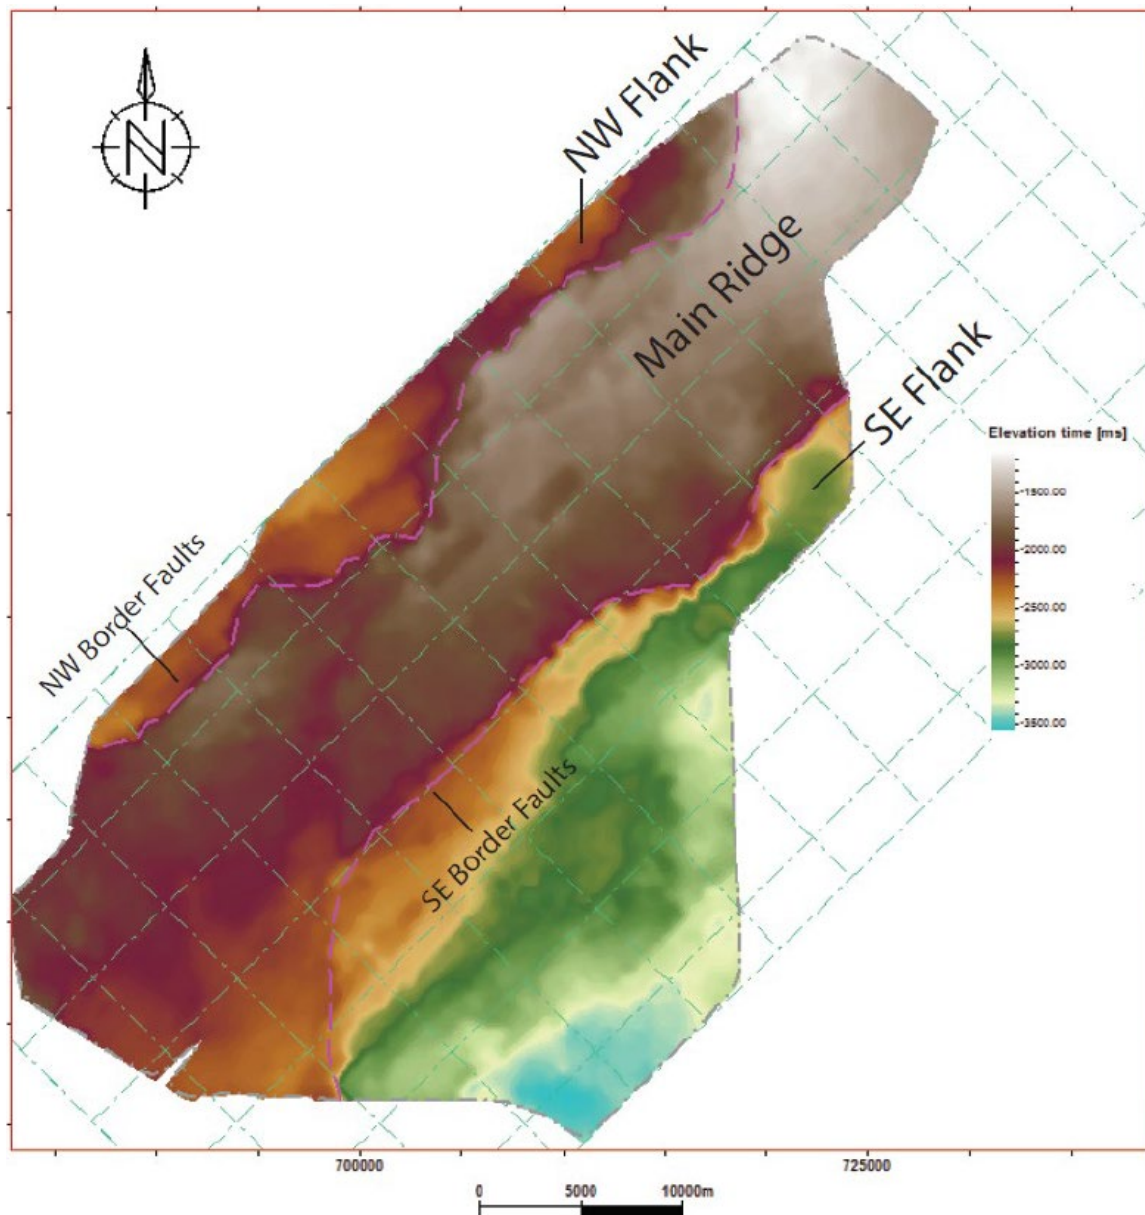 N
NW Flank
Main Ridge
SE Flank
Elevation time [ms]
-1500.00
-2000.00
-2500.00
-3000.00
-3500.00
NW Border Faults
SE Border Faults
700000
725000
0
5000
10000m